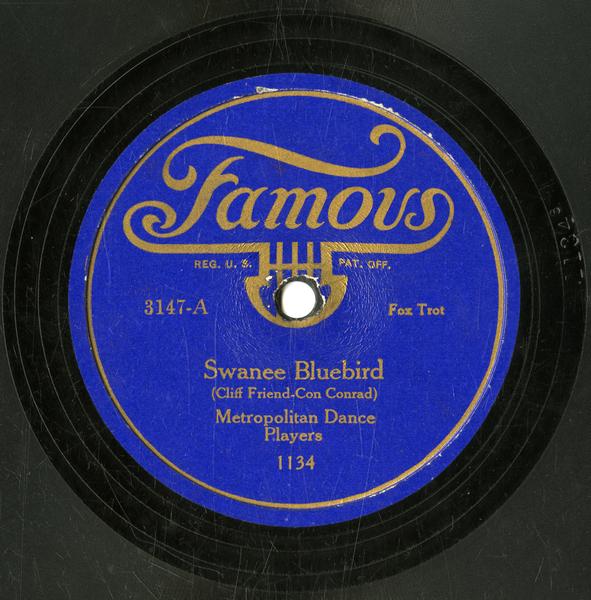 Famous
REG. U. S. PAT. OFF.
3147-A
Fox Trot
Swanee Bluebird
(Cliff Friend-Con Conrad)
Metropolitan Dance
Players
1134